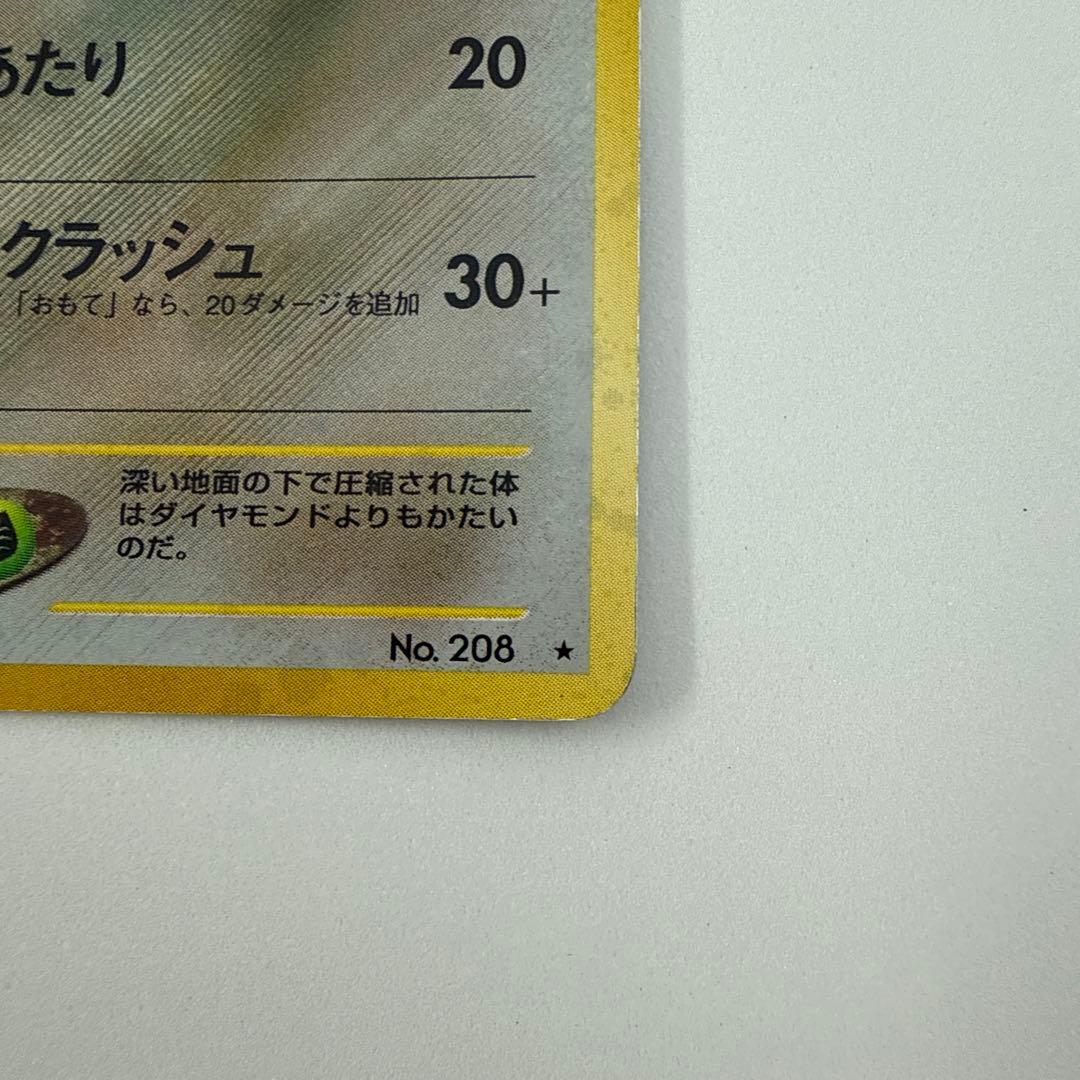 あたり 20
クラッシュ 30+
「おもて」なら、20ダメージを追加
深い地面の下で圧縮された体
はダイヤモンドよりもかたい
のだ。
No. 208 ★